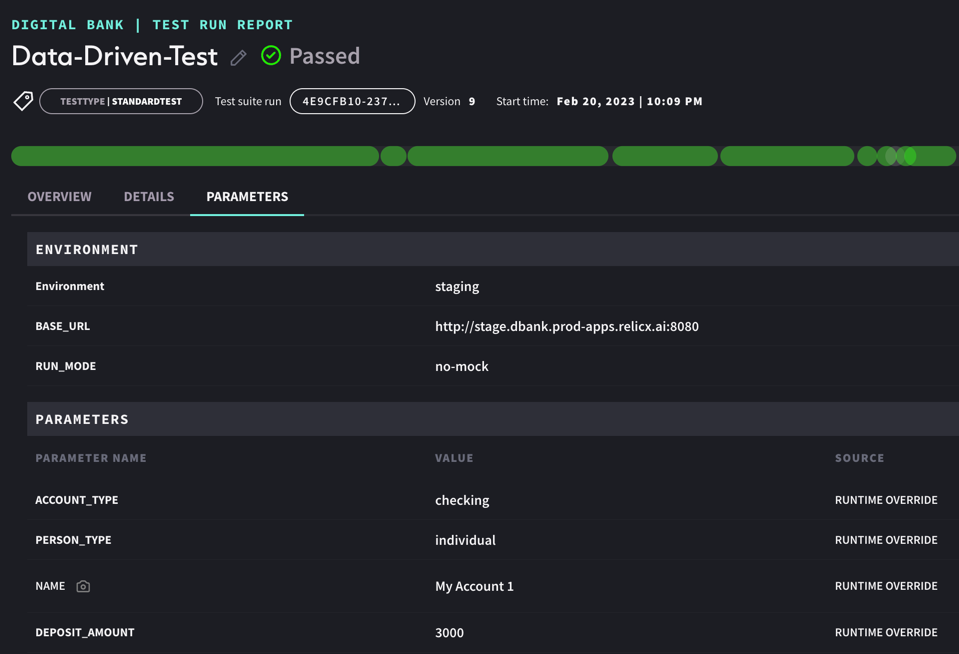 DIGITAL BANK | TEST RUN REPORT
Data-Driven-Test Passed
TESTTYPE | STANDARDTEST Test suite run 4E9CFB10-237... Version 9 Start time: Feb 20, 2023 | 10:09 PM
OVERVIEW DETAILS PARAMETERS
ENVIRONMENT
Environment staging
BASE_URL http://stage.dbank.prod-apps.relicx.ai:8080
RUN_MODE no-mock
PARAMETERS
PARAMETER NAME VALUE SOURCE
ACCOUNT_TYPE checking RUNTIME OVERRIDE
PERSON_TYPE individual RUNTIME OVERRIDE
NAME My Account 1 RUNTIME OVERRIDE
DEPOSIT_AMOUNT 3000 RUNTIME OVERRIDE